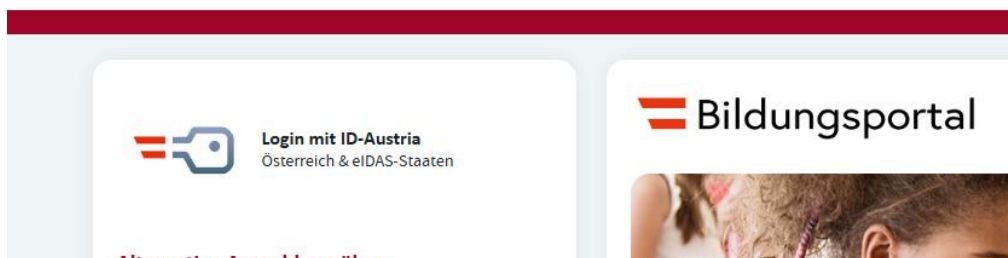 Login mit ID-Austria
Österreich & eIDAS-Staaten
Bildungsportal